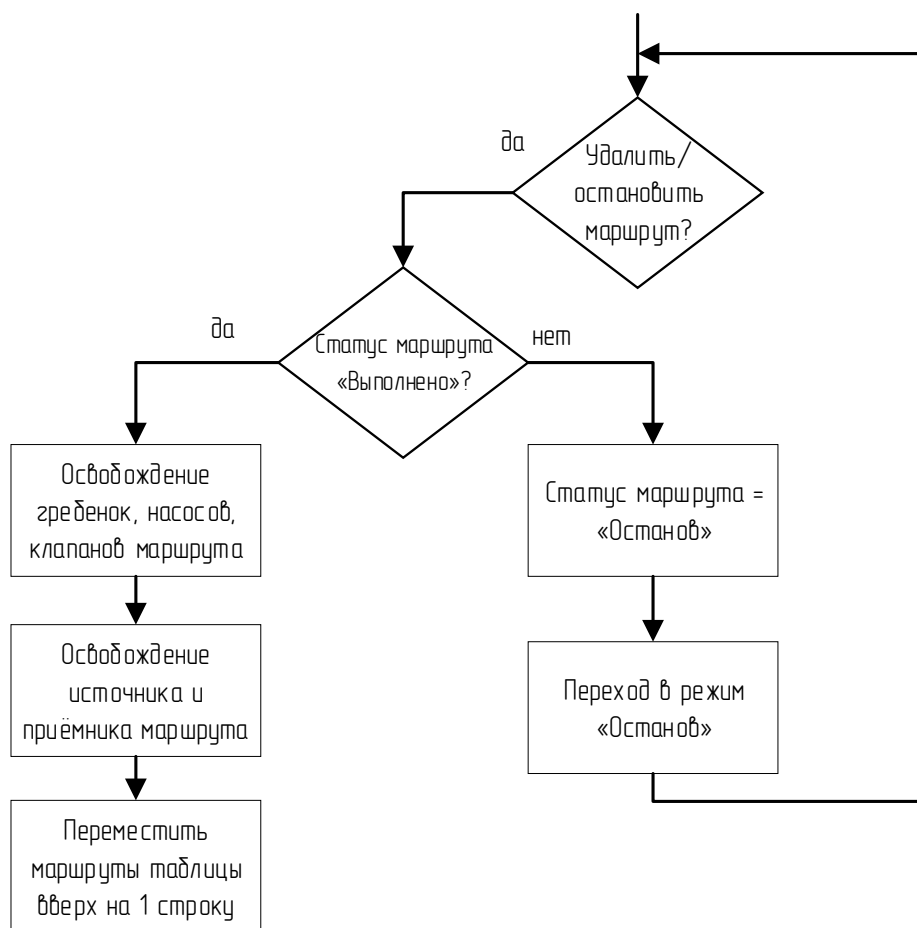 да
Удалить/
остановить
маршрут?
да
Статус маршрута
«Выполнено»?
нет
Освобождение
гребенок, насосов,
клапанов маршрута
Статус маршрута =
«Останов»
Освобождение
источника и
приёмника маршрута
Переход в режим
«Останов»
Переместить
маршруты таблицы
вверх на 1 строку